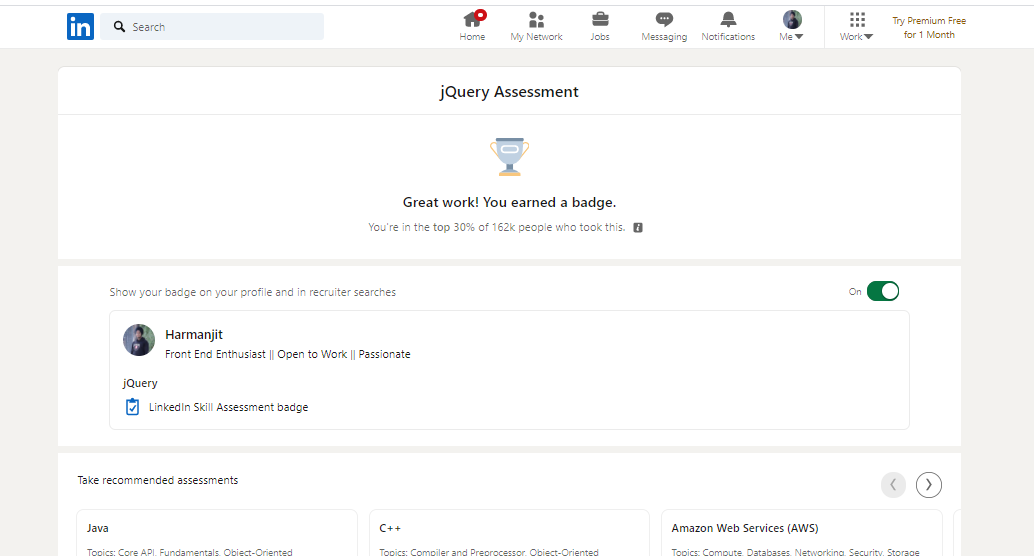 in
Search
Home
My Network
Jobs
Messaging
Notifications
Me
Work
Try Premium Free
for 1 Month
jQuery Assessment
Great work! You earned a badge.
You're in the top 30% of 162k people who took this.
Show your badge on your profile and in recruiter searches
On
Harmanjit
Front End Enthusiast || Open to Work || Passionate
jQuery
LinkedIn Skill Assessment badge
Take recommended assessments
Java
C++
Amazon Web Services (AWS)
Topics: Core API, Fundamentals, Object-Oriented
Topics: Compiler and Preprocessor, Object-Oriented
Topics: Compute, Databases, Networking, Security, Storage